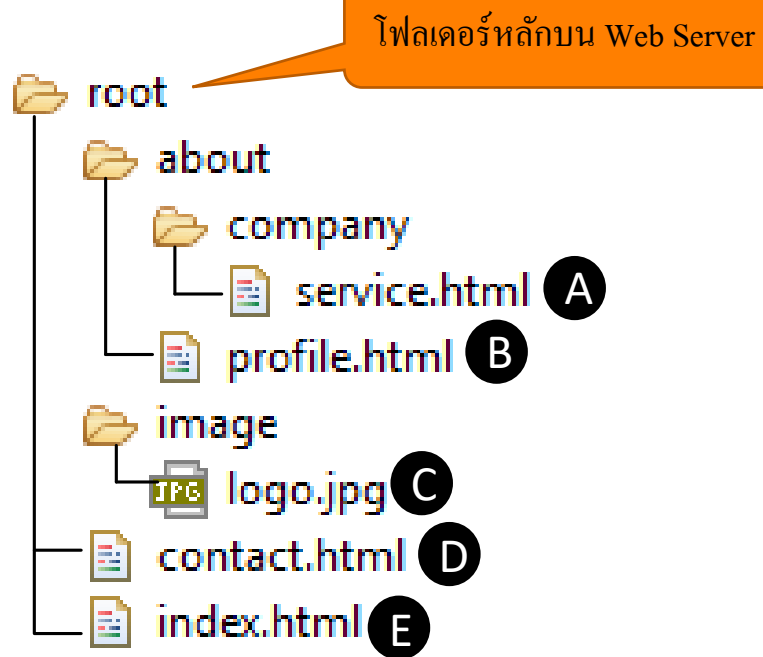 โฟลเดอร์หลักบน Web Server
root
about
company
service.html A
profile.html B
image
JPG logo.jpg C
contact.html D
index.html E